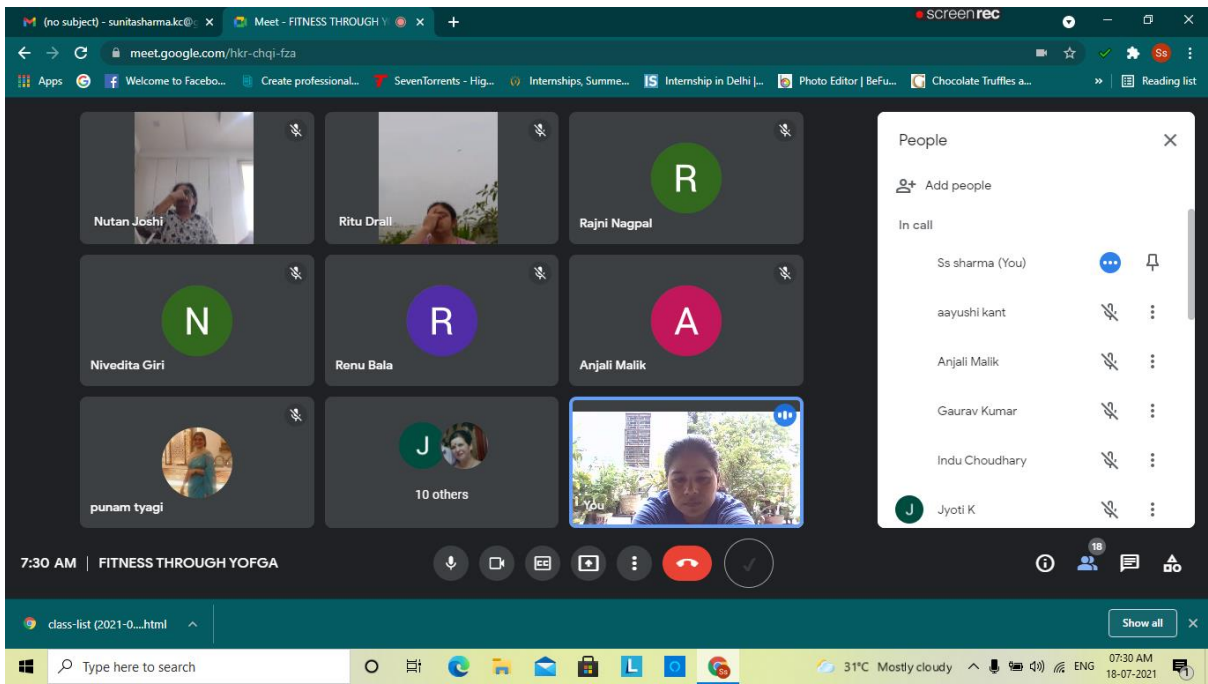 screenrec
(no subject) - sunitasharma.kc@g
Meet - FITNESS THROUGH Y
meet.google.com/hkr-chqi-fza
Ss
Apps
Welcome to Facebo...
Create professional...
SevenTorrents - Hig...
Internships, Summe...
Internship in Delhi |...
Photo Editor | BeFu...
Chocolate Truffles a...
»
Reading list
Nutan Joshi
Ritu Drall
R
Rajni Nagpal
N
Nivedita Giri
R
Renu Bala
A
Anjali Malik
punam tyagi
J
10 others
You
People
Add people
In call
Ss sharma (You)
aayushi kant
Anjali Malik
Gaurav Kumar
Indu Choudhary
J Jyoti K
7:30 AM | FITNESS THROUGH YOFGA
CC
18
class-list (2021-0....html
Show all
Type here to search
L
Ss
31°C Mostly cloudy
ENG
07:30 AM
18-07-2021
1